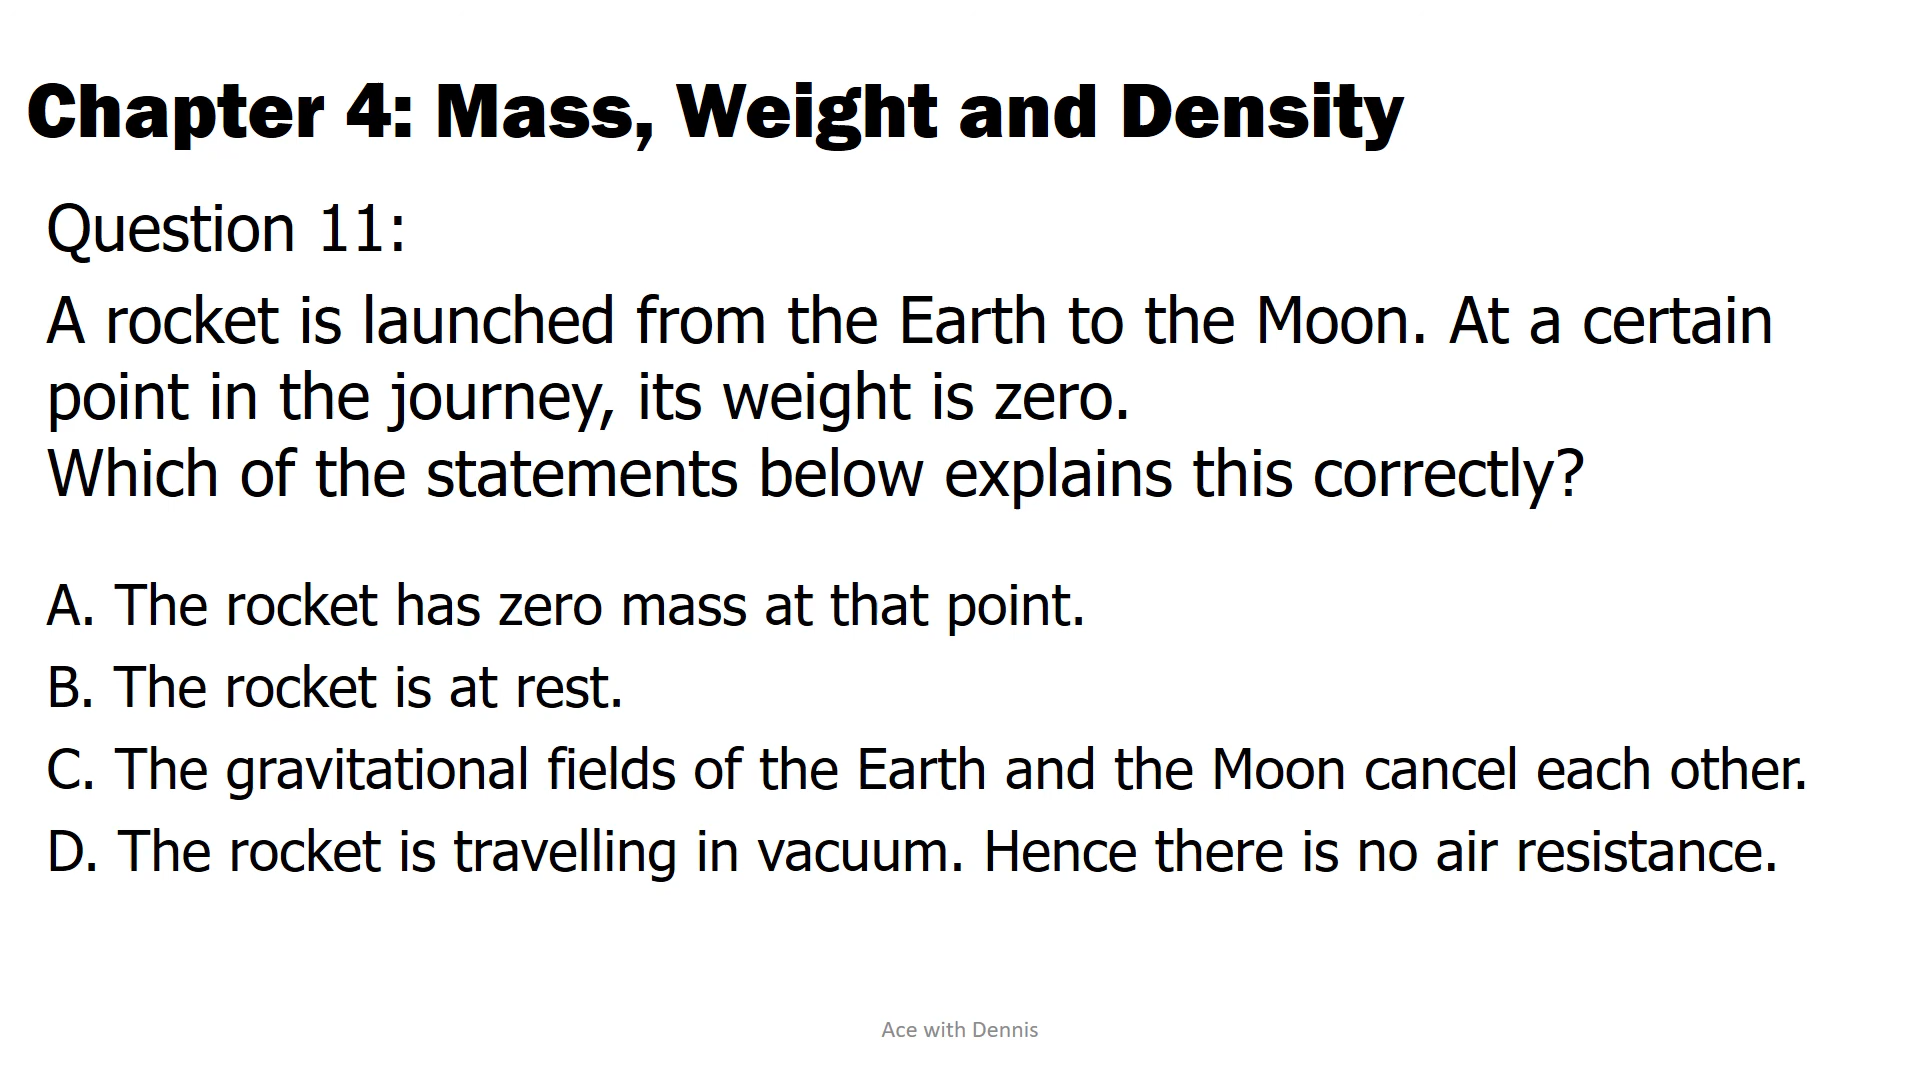 Chapter 4: Mass, Weight and Density
Question 11:
A rocket is launched from the Earth to the Moon. At a certain
point in the journey, its weight is zero.
Which of the statements below explains this correctly?
A. The rocket has zero mass at that point.
B. The rocket is at rest.
C. The gravitational fields of the Earth and the Moon cancel each other.
D. The rocket is travelling in vacuum. Hence there is no air resistance.
Ace with Dennis